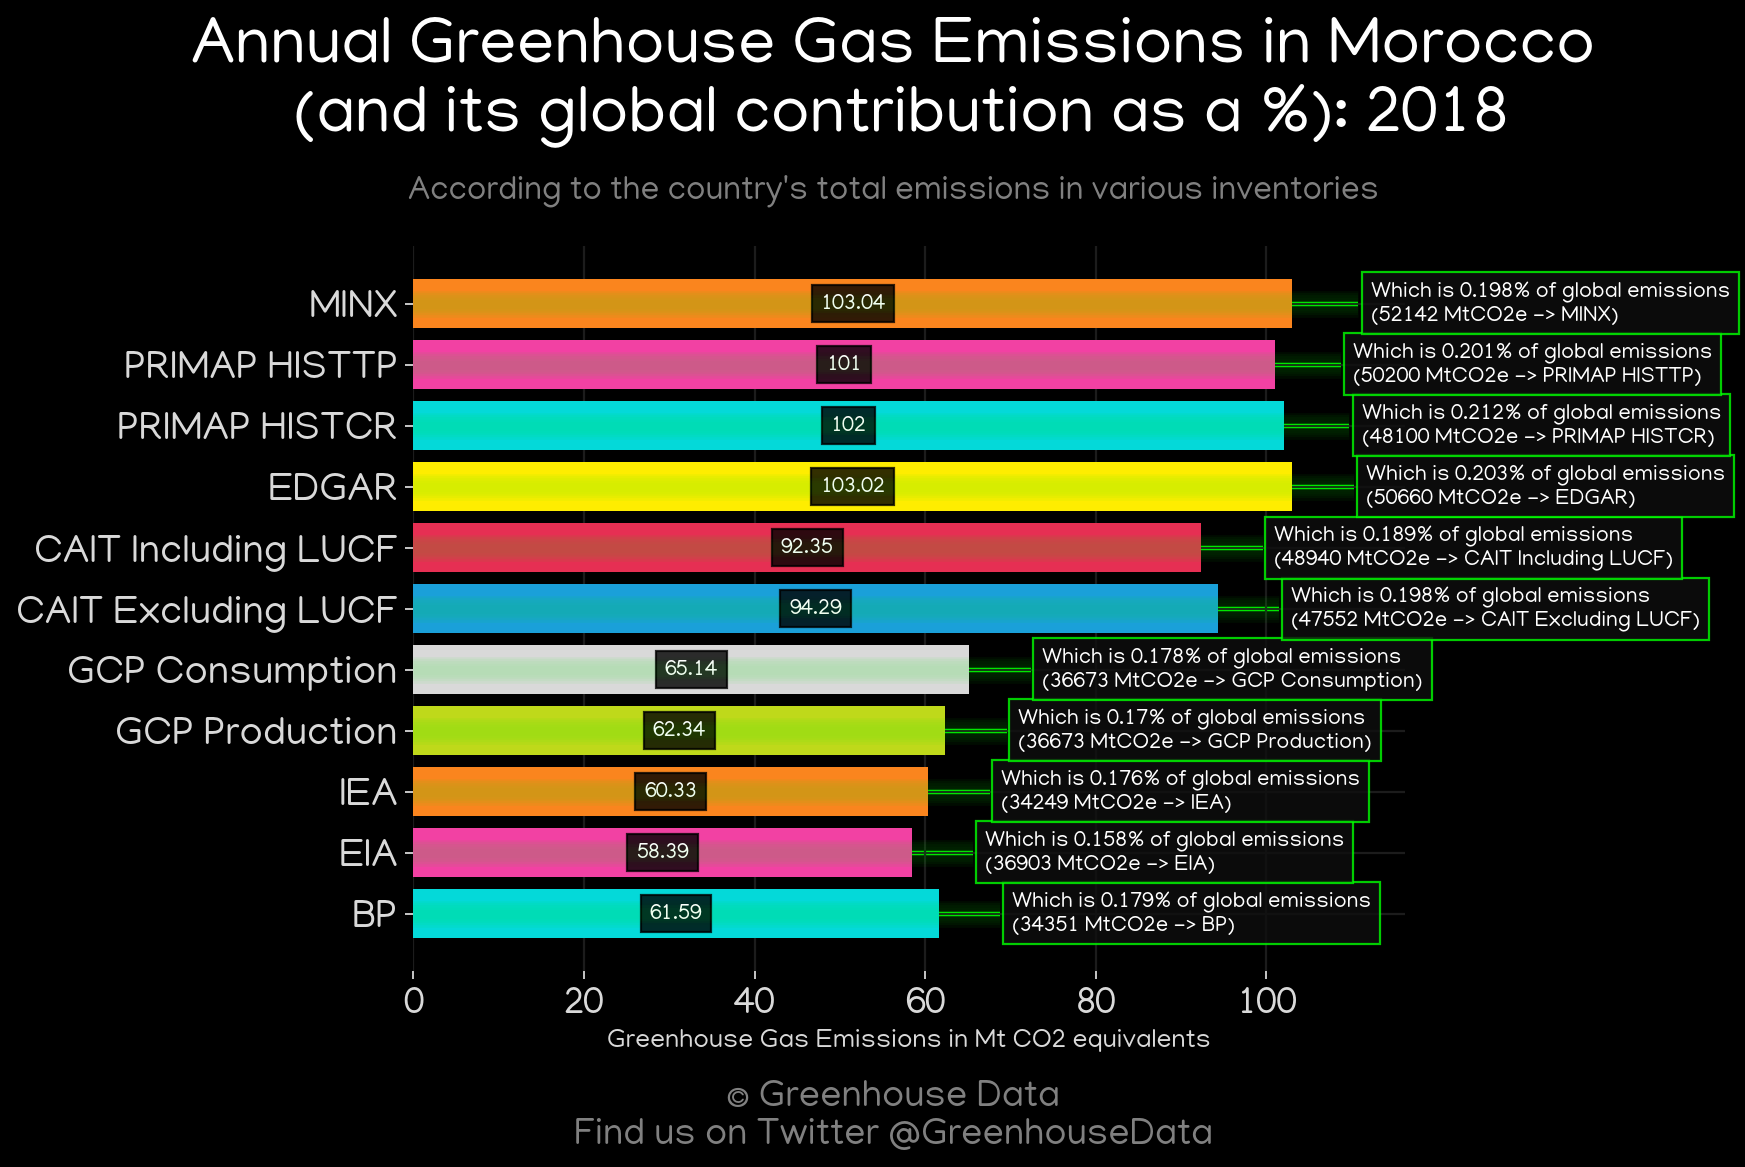 Annual Greenhouse Gas Emissions in Morocco
(and its global contribution as a %): 2018
According to the country's total emissions in various inventories
MINX
103.04
Which is 0.198% of global emissions
(52142 MtCO2e -> MINX)
PRIMAP HISTTP
101
Which is 0.201% of global emissions
(50200 MtCO2e -> PRIMAP HISTTP)
PRIMAP HISTCR
102
Which is 0.212% of global emissions
(48100 MtCO2e -> PRIMAP HISTCR)
EDGAR
103.02
Which is 0.203% of global emissions
(50660 MtCO2e -> EDGAR)
CAIT Including LUCF
92.35
Which is 0.189% of global emissions
(48940 MtCO2e -> CAIT Including LUCF)
CAIT Excluding LUCF
94.29
Which is 0.198% of global emissions
(47552 MtCO2e -> CAIT Excluding LUCF)
GCP Consumption
65.14
Which is 0.178% of global emissions
(36673 MtCO2e -> GCP Consumption)
GCP Production
62.34
Which is 0.17% of global emissions
(36673 MtCO2e -> GCP Production)
IEA
60.33
Which is 0.176% of global emissions
(34249 MtCO2e -> IEA)
EIA
58.39
Which is 0.158% of global emissions
(36903 MtCO2e -> EIA)
BP
61.59
Which is 0.179% of global emissions
(34351 MtCO2e -> BP)
0 20 40 60 80 100
Greenhouse Gas Emissions in Mt CO2 equivalents
© Greenhouse Data
Find us on Twitter @GreenhouseData